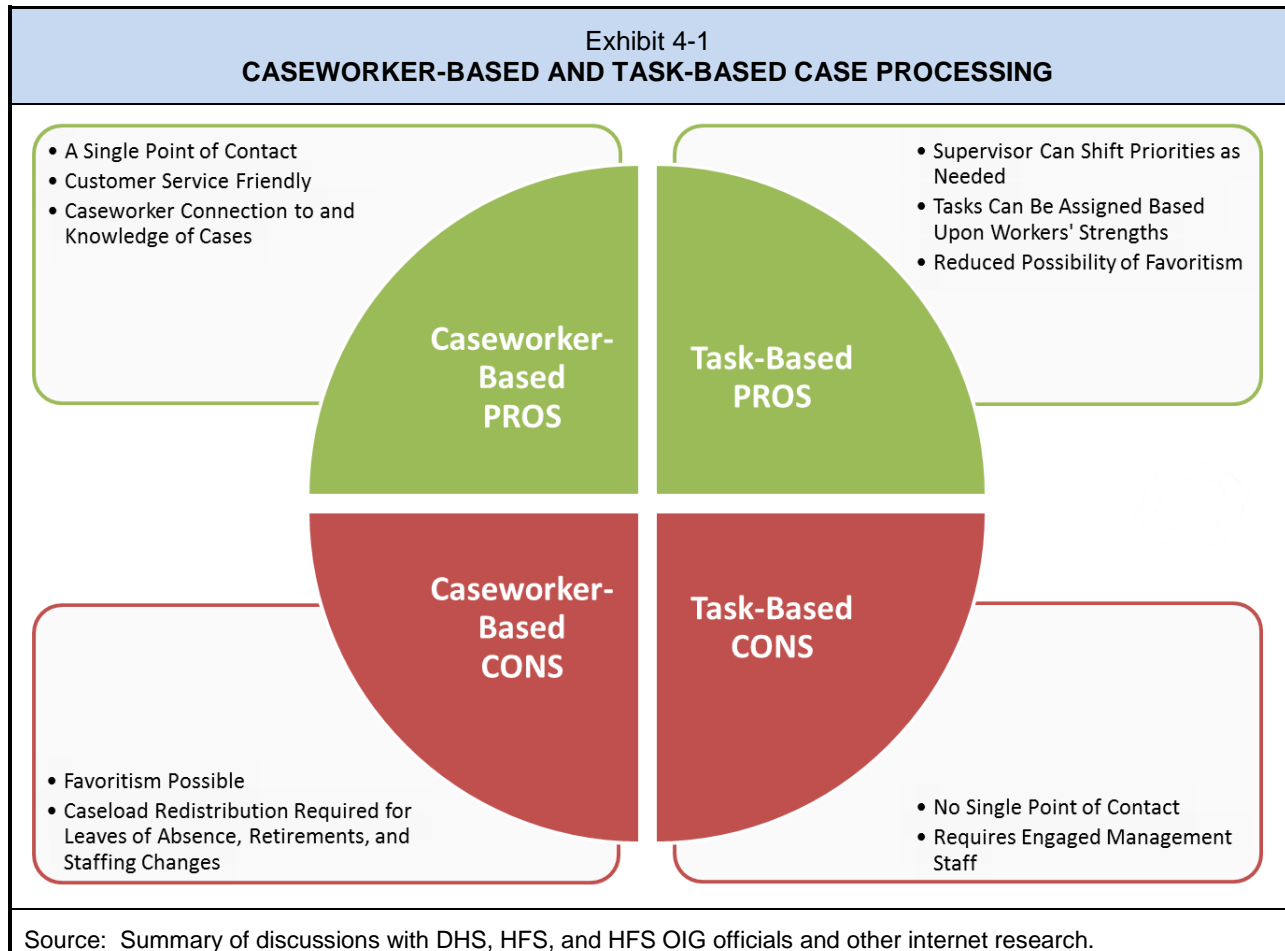 Exhibit 4-1
CASEWORKER-BASED AND TASK-BASED CASE PROCESSING
• A Single Point of Contact
• Customer Service Friendly
• Caseworker Connection to and
Knowledge of Cases
• Supervisor Can Shift Priorities as
Needed
• Tasks Can Be Assigned Based
Upon Workers' Strengths
• Reduced Possibility of Favoritism
Caseworker-
Based
PROS
Task-Based
PROS
Caseworker-
Based
CONS
Task-Based
CONS
• Favoritism Possible
• Caseload Redistribution Required for
Leaves of Absence, Retirements, and
Staffing Changes
• No Single Point of Contact
• Requires Engaged Management
Staff
Source: Summary of discussions with DHS, HFS, and HFS OIG officials and other internet research.